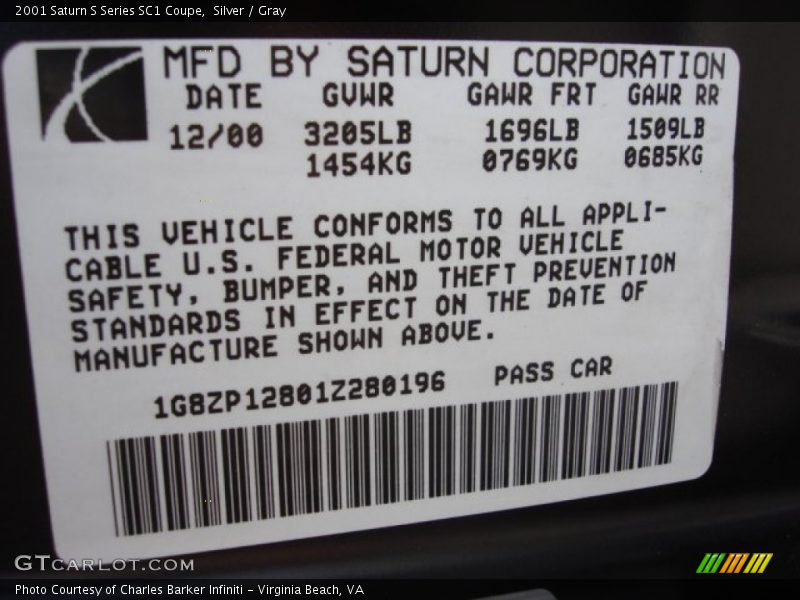 2001 Saturn S Series SC1 Coupe,  Silver / Gray
MFD BY SATURN CORPORATION
DATE GVWR GAWR FRT GAWR RR
12/00 3205LB 1696LB 1509LB
1454KG 0769KG 0685KG
THIS VEHICLE CONFORMS TO ALL APPLI-
CABLE U.S. FEDERAL MOTOR VEHICLE
SAFETY, BUMPER, AND THEFT PREVENTION
STANDARDS IN EFFECT ON THE DATE OF
MANUFACTURE SHOWN ABOVE.
1G8ZP12801Z280196 PASS CAR
GTCARLOT.COM
Photo Courtesy of Charles Barker Infiniti - Virginia Beach, VA